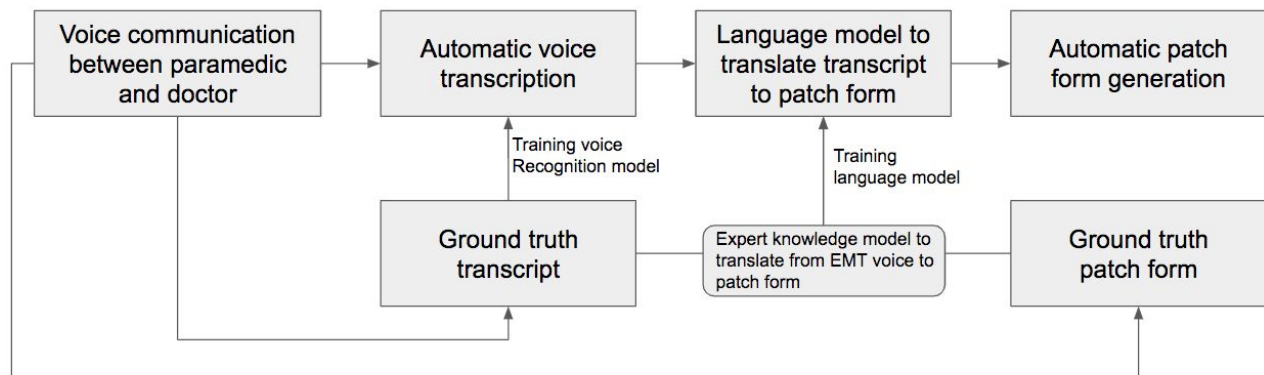 Voice communication
between paramedic
and doctor
Automatic voice
transcription
Language model to
translate transcript
to patch form
Automatic patch
form generation
Training voice
Recognition model
Training
language model
Ground truth
transcript
Expert knowledge model to
translate from EMT voice to
patch form
Ground truth
patch form